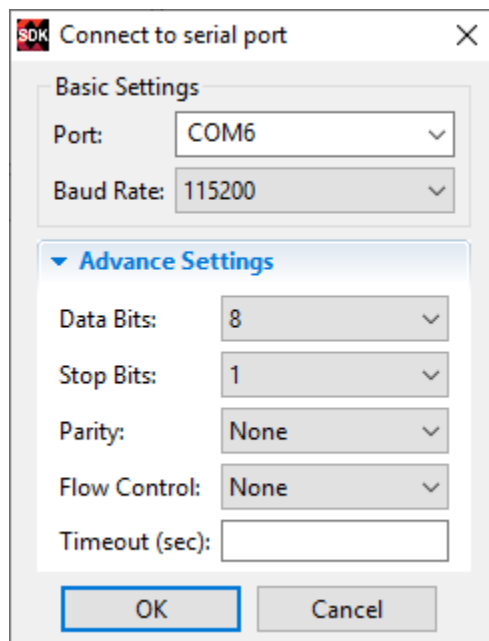 SDK Connect to serial port
Basic Settings
Port: COM6
Baud Rate: 115200
Advance Settings
Data Bits: 8
Stop Bits: 1
Parity: None
Flow Control: None
Timeout (sec):
OK Cancel